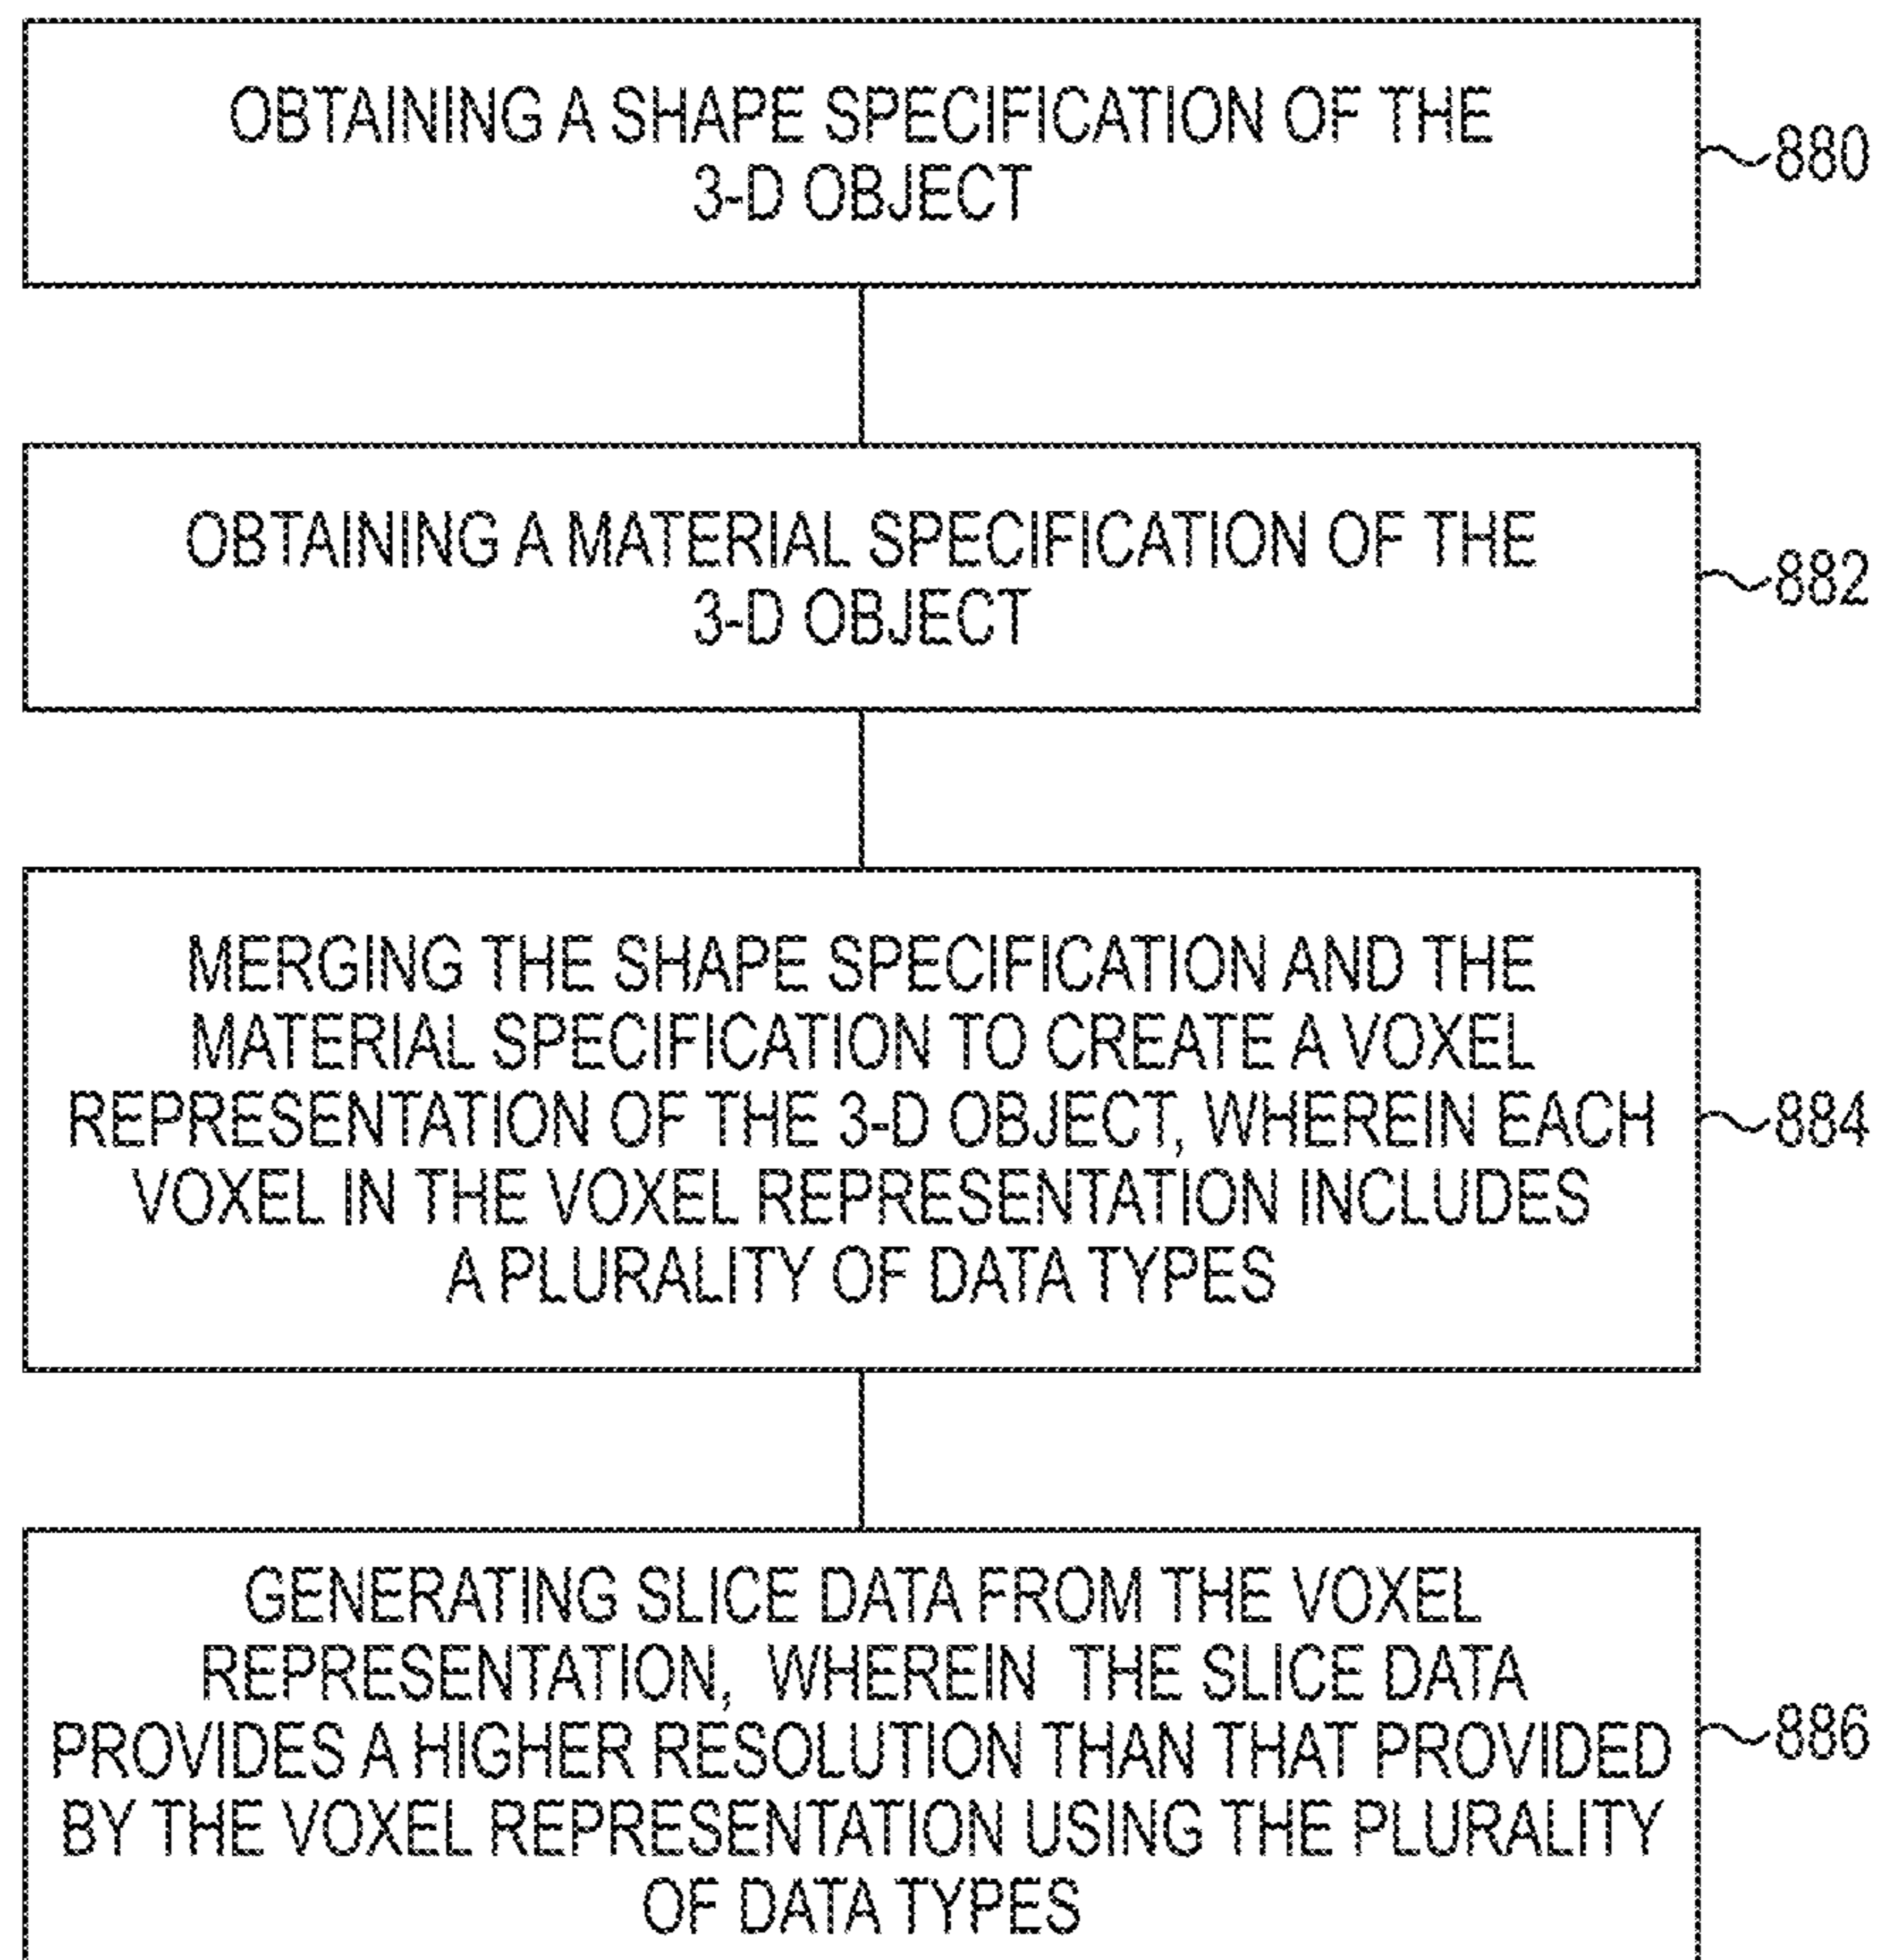 OBTAINING A SHAPE SPECIFICATION OF THE
3-D OBJECT
880
OBTAINING A MATERIAL SPECIFICATION OF THE
3-D OBJECT
882
MERGING THE SHAPE SPECIFICATION AND THE
MATERIAL SPECIFICATION TO CREATE A VOXEL
REPRESENTATION OF THE 3-D OBJECT, WHEREIN EACH
VOXEL IN THE VOXEL REPRESENTATION INCLUDES
A PLURALITY OF DATA TYPES
884
GENERATING SLICE DATA FROM THE VOXEL
REPRESENTATION, WHEREIN THE SLICE DATA
PROVIDES A HIGHER RESOLUTION THAN THAT PROVIDED
BY THE VOXEL REPRESENTATION USING THE PLURALITY
OF DATA TYPES
886